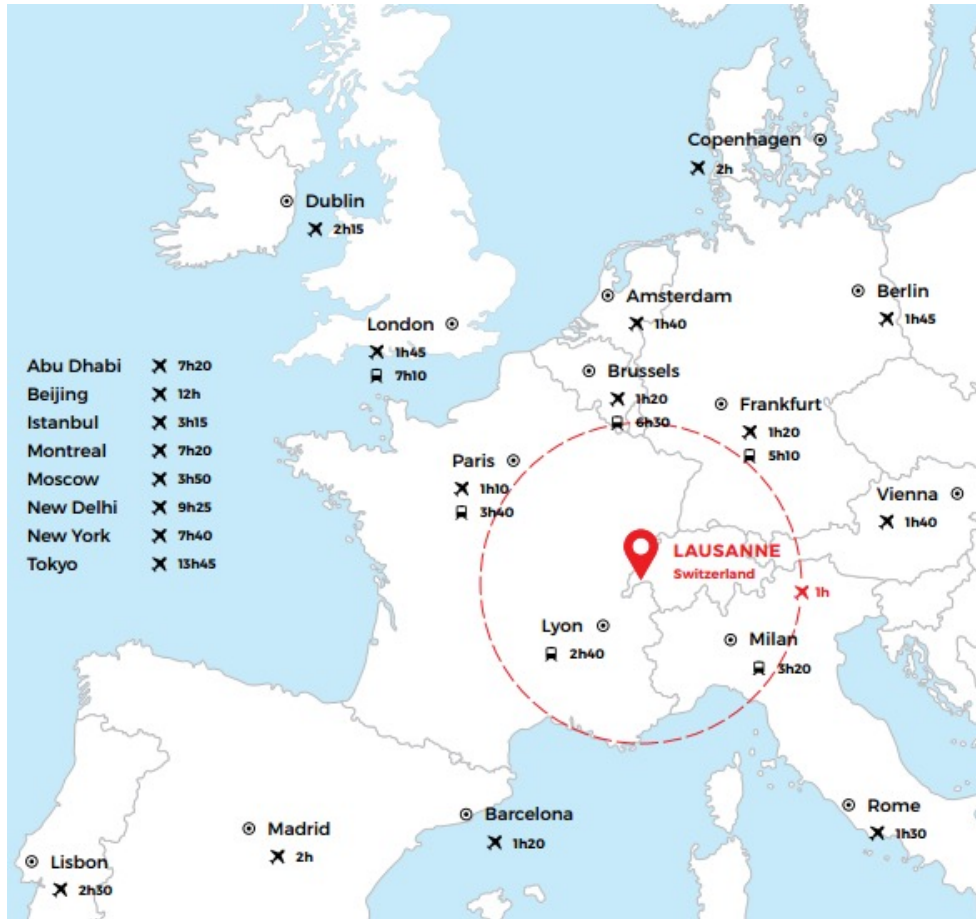 Copenhagen
2h
Dublin
2h15
Amsterdam
1h40
Berlin
1h45
London
1h45
7h10
Brussels
1h20
6h30
Frankfurt
1h20
5h10
Abu Dhabi 7h20
Beijing 12h
Istanbul 3h15
Montreal 7h20
Moscow 3h50
New Delhi 9h25
New York 7h40
Tokyo 13h45
Paris
1h10
3h40
Vienna
1h40
LAUSANNE
Switzerland
1h
Lyon
2h40
Milan
3h20
Barcelona
1h20
Rome
1h30
Madrid
2h
Lisbon
2h30